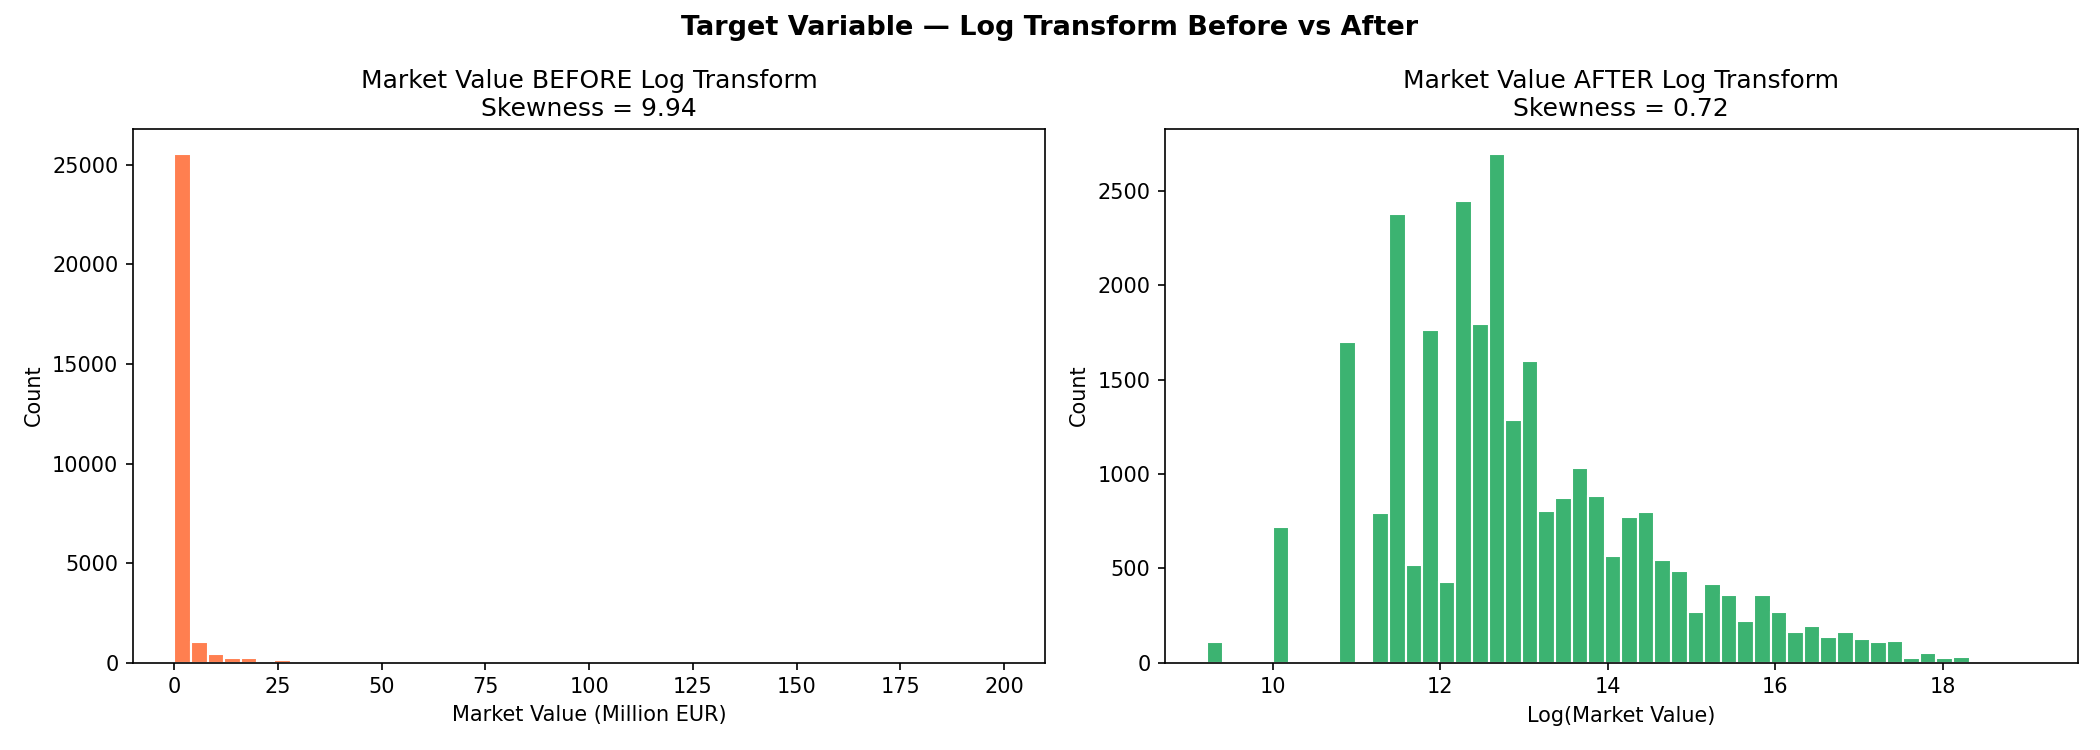 Target Variable — Log Transform Before vs After
Market Value BEFORE Log Transform
Skewness = 9.94
25000
20000
15000
10000
5000
0
Count
0 25 50 75 100 125 150 175 200
Market Value (Million EUR)
Market Value AFTER Log Transform
Skewness = 0.72
2500
2000
1500
1000
500
0
Count
10 12 14 16 18
Log(Market Value)